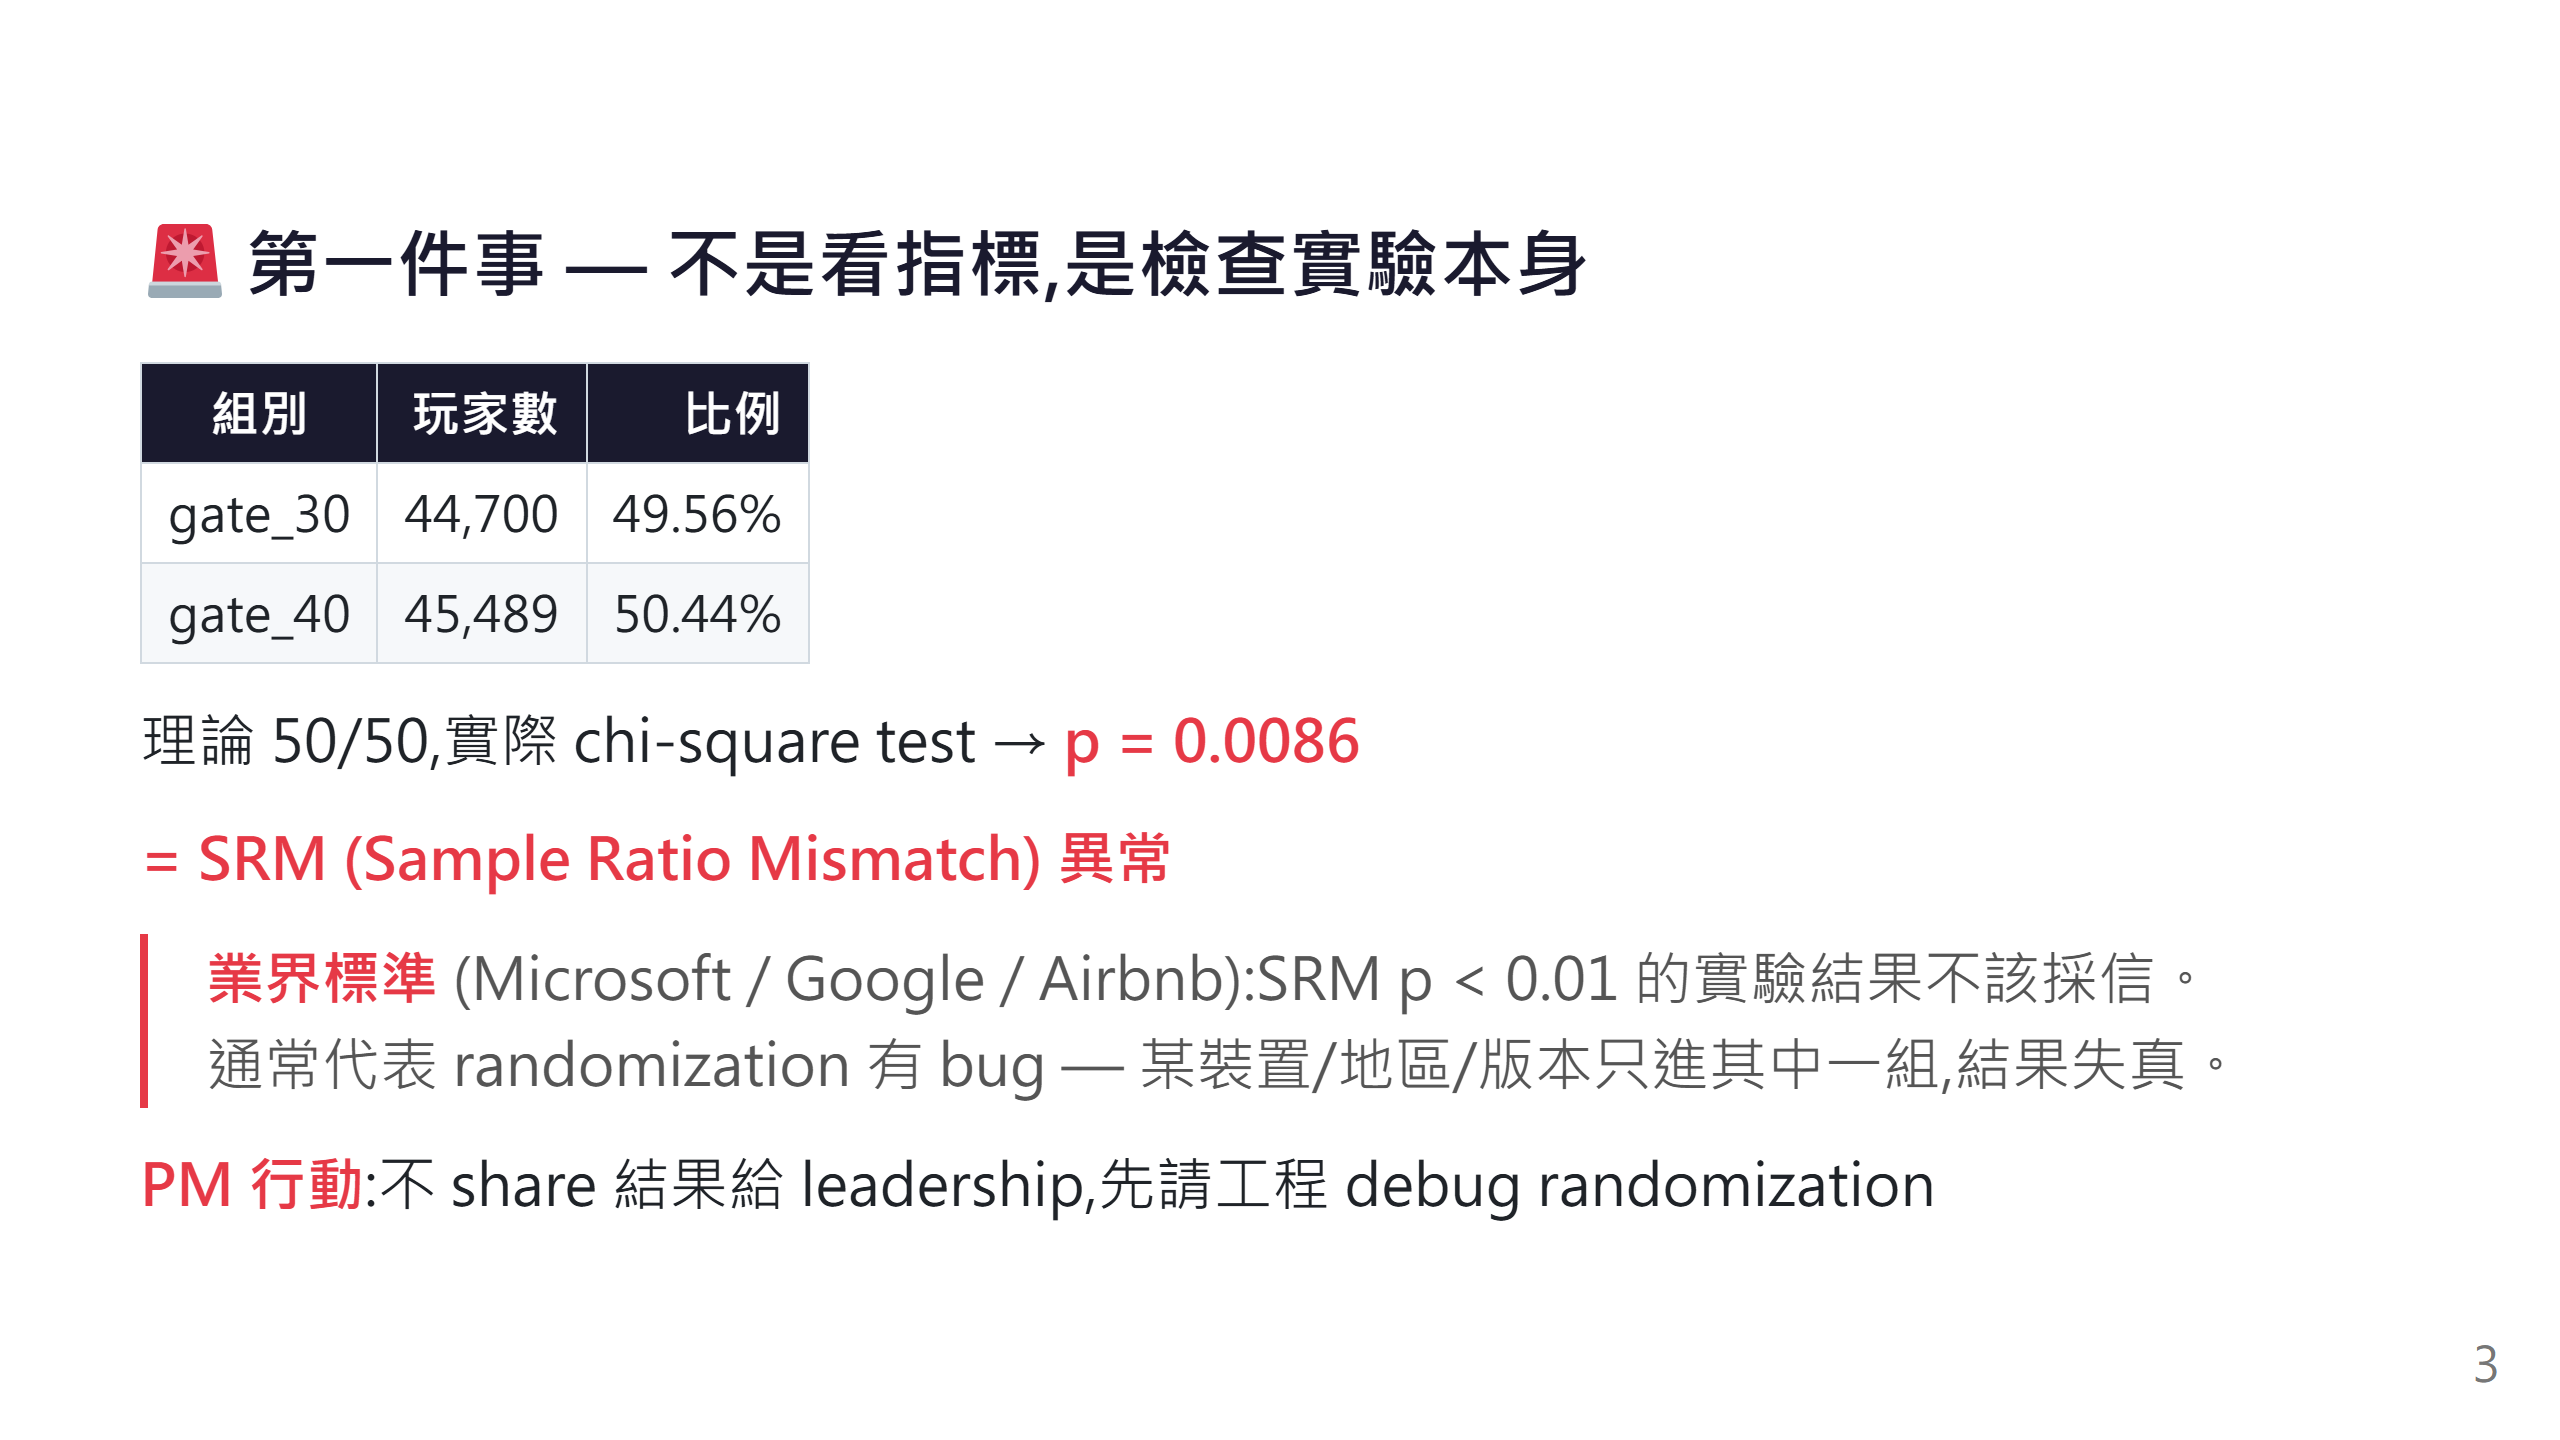 🚨 第一件事 — 不是看指標,是檢查實驗本身
組別 玩家數 比例
gate_30 44,700 49.56%
gate_40 45,489 50.44%
理論 50/50,實際 chi-square test → p = 0.0086
= SRM (Sample Ratio Mismatch) 異常
業界標準 (Microsoft / Google / Airbnb):SRM p < 0.01 的實驗結果不該採信。
通常代表 randomization 有 bug — 某裝置/地區/版本只進其中一組,結果失真。
PM 行動:不 share 結果給 leadership,先請工程 debug randomization
3